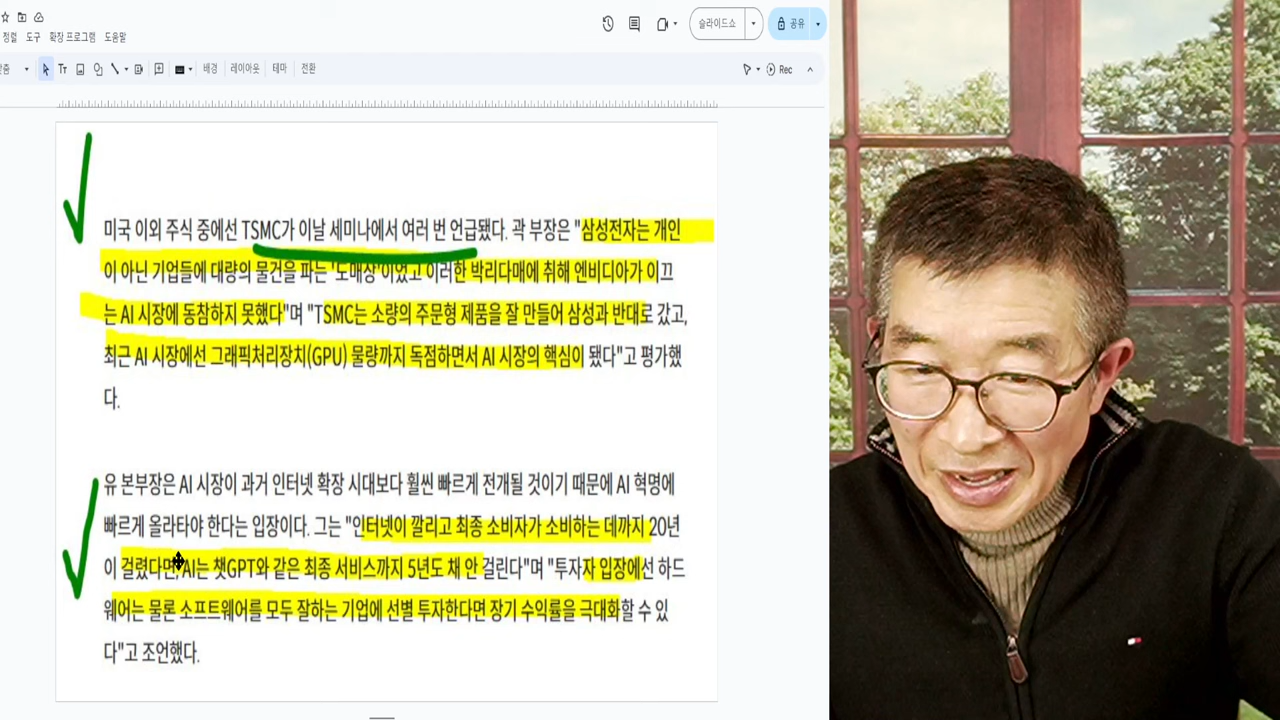 정렬 도구 확장 프로그램 도움말
슬라이드쇼
공유
배경 레이아웃 테마 전환
Rec
미국 이외 주식 중에선 TSMC가 이날 세미나에서 여러 번 언급됐다. 곽 부장은 "삼성전자는 개인
이 아닌 기업들에 대량의 물건을 파는 '도매상'이었고 이러한 박리다매에 취해 엔비디아가 이끄
는 AI 시장에 동참하지 못했다"며 "TSMC는 소량의 주문형 제품을 잘 만들어 삼성과 반대로 갔고,
최근 AI 시장에선 그래픽처리장치(GPU) 물량까지 독점하면서 AI 시장의 핵심이 됐다"고 평가했
다.
유 본부장은 AI 시장이 과거 인터넷 확장 시대보다 훨씬 빠르게 전개될 것이기 때문에 AI 혁명에
빠르게 올라타야 한다는 입장이다. 그는 "인터넷이 깔리고 최종 소비자가 소비하는 데까지 20년
이 걸렸다면, AI는 챗GPT와 같은 최종 서비스까지 5년도 채 안 걸린다"며 "투자자 입장에선 하드
웨어는 물론 소프트웨어를 모두 잘하는 기업에 선별 투자한다면 장기 수익률을 극대화할 수 있
다"고 조언했다.